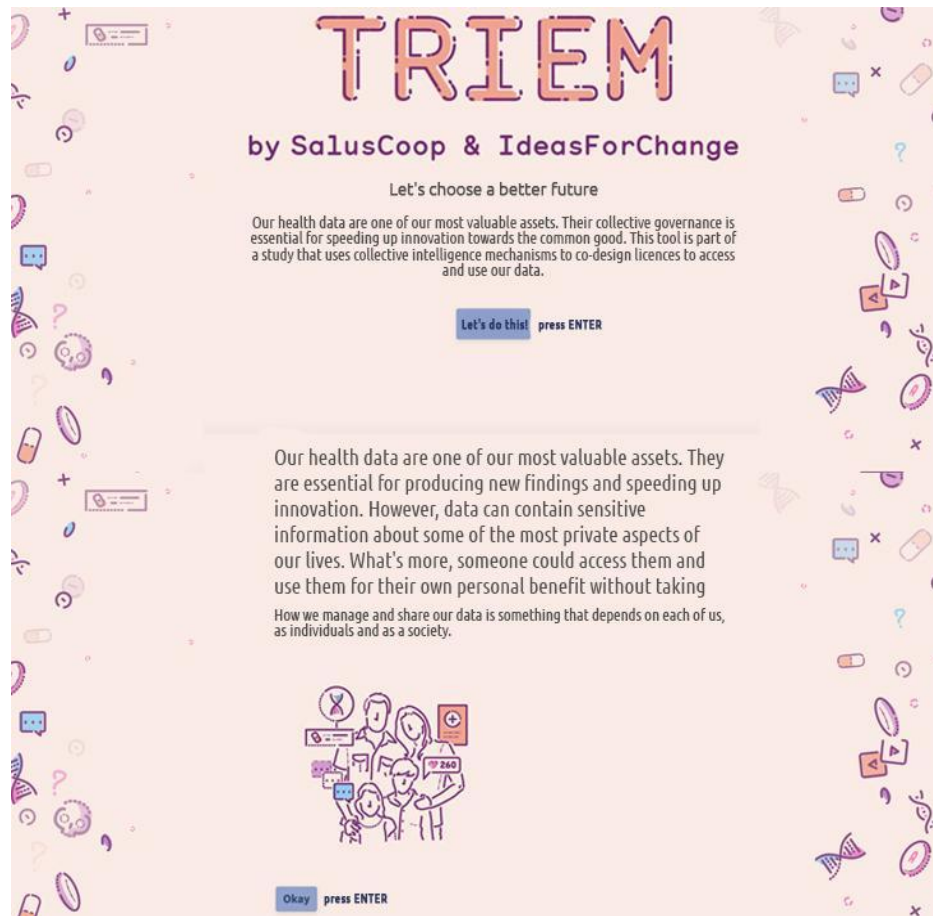 TRIEM
by SalusCoop & IdeasForChange
Let's choose a better future
Our health data are one of our most valuable assets. Their collective governance is
essential for speeding up innovation towards the common good. This tool is part of
a study that uses collective intelligence mechanisms to co-design licences to access
and use our data.
Let's do this! press ENTER
Our health data are one of our most valuable assets. They
are essential for producing new findings and speeding up
innovation. However, data can contain sensitive
information about some of the most private aspects of
our lives. What's more, someone could access them and
use them for their own personal benefit without taking
How we manage and share our data is something that depends on each of us,
as individuals and as a society.
260
Okay press ENTER